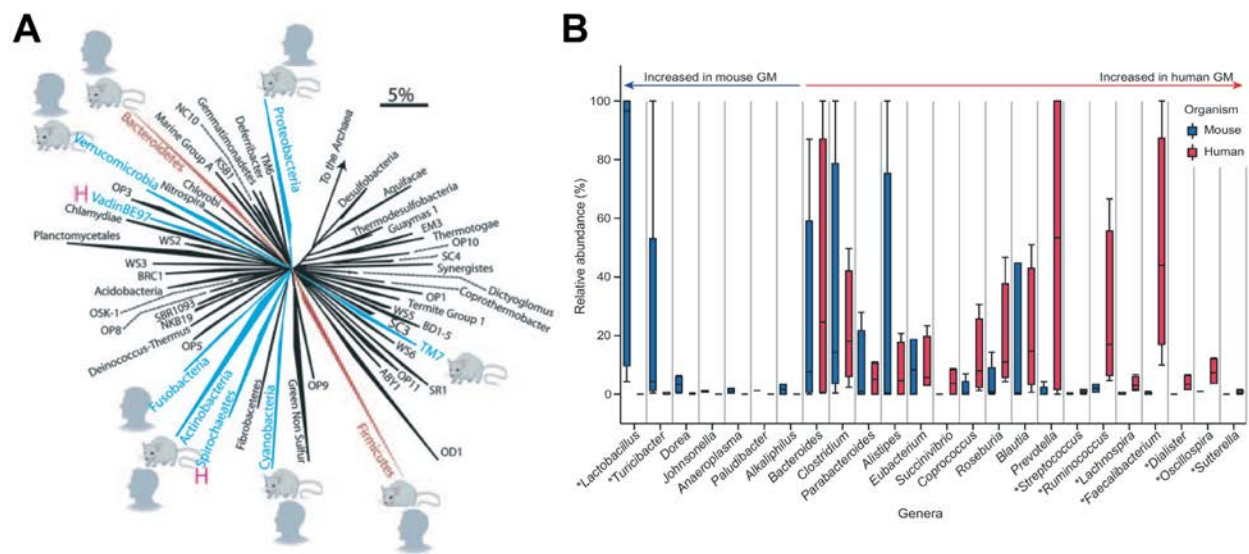 A
5%
To the Archaea
Proteobacteria
TM6
Deferribacter
Gemmatimonadetes
KSB1
NC10
Marine Group A
Bacteroidetes
Chlorobi
Nitrospira
Verrucomicrobia
H
VadinBE97
OP3
Chlamydiae
WS2
Planctomycetales
WS3
BRC1
Acidobacteria
OSK-1
OP8
SBR1093
NKB19
Deinococcus-Thermus
OP5
Fusobacteria
Actinobacteria
Spirochaeates
H
Fibrobacteres
Cyanobacteria
Green Non Sulfur
OP9
Firmicutes
OD1
SR1
OP11
ABY1
TM7
WS6
SC3
BD1-5
WS5
Termite Group 1
OP1
Coprothermobacter
Dictyoglomus
Synergistes
SC4
OP10
Thermotogae
EM3
Guaymas 1
Thermodesulfobacteria
Aquifacae
Desulfobacteria
B
Increased in mouse GM
Increased in human GM
Organism
Mouse
Human
Relative abundance (%)
100
80
60
40
20
0
*Lactobacillus
*Turicibacter
Dorea
Johnsonella
Anaeroplasma
Paludibacter
Alkaliphilus
Bacteroides
Clostridium
Parabacteroides
Alistipes
Eubacterium
Succinivibrio
Coprococcus
Roseburia
Blautia
Prevotella
*Streptococcus
*Ruminococcus
*Lachnospira
*Faecalibacterium
*Dialister
*Oscillospira
*Sutterella
Genera